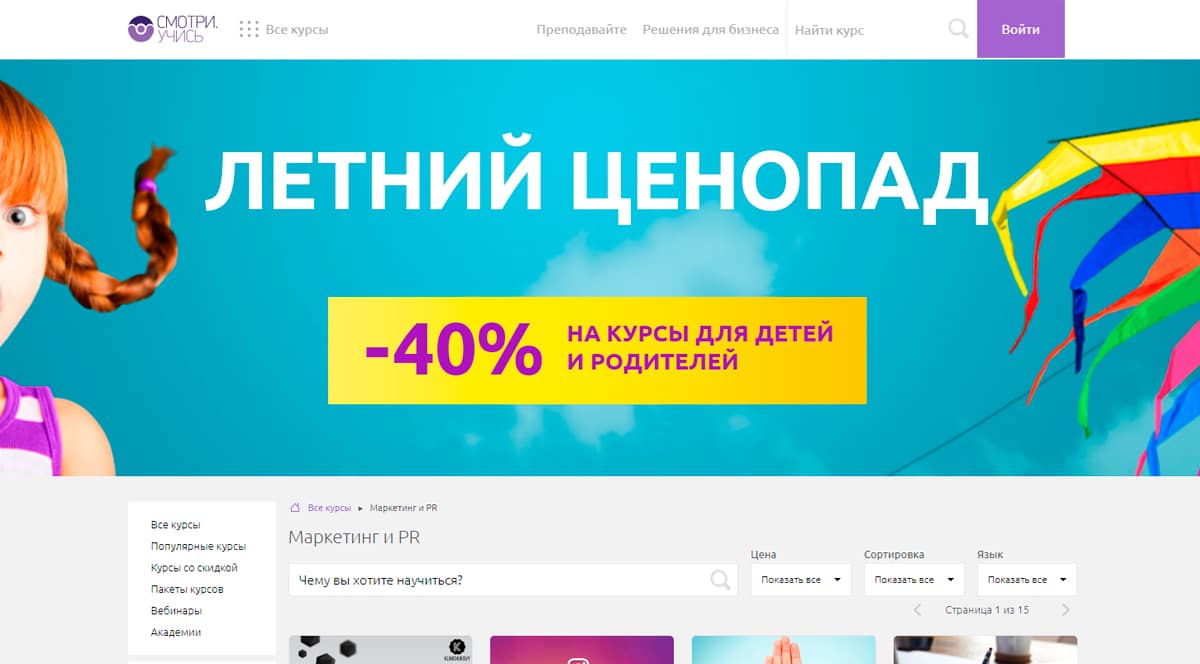 СМОТРИ.
УЧИСЬ
Все курсы
Преподавайте
Решения для бизнеса
Найти курс
Войти
ЛЕТНИЙ ЦЕНОПАД
-40%
НА КУРСЫ ДЛЯ ДЕТЕЙ
И РОДИТЕЛЕЙ
Все курсы
Популярные курсы
Курсы со скидкой
Пакеты курсов
Вебинары
Академии
Все курсы ▸ Маркетинг и PR
Маркетинг и PR
Чему вы хотите научиться?
Цена
Показать все
Сортировка
Показать все
Язык
Показать все
Страница 1 из 15